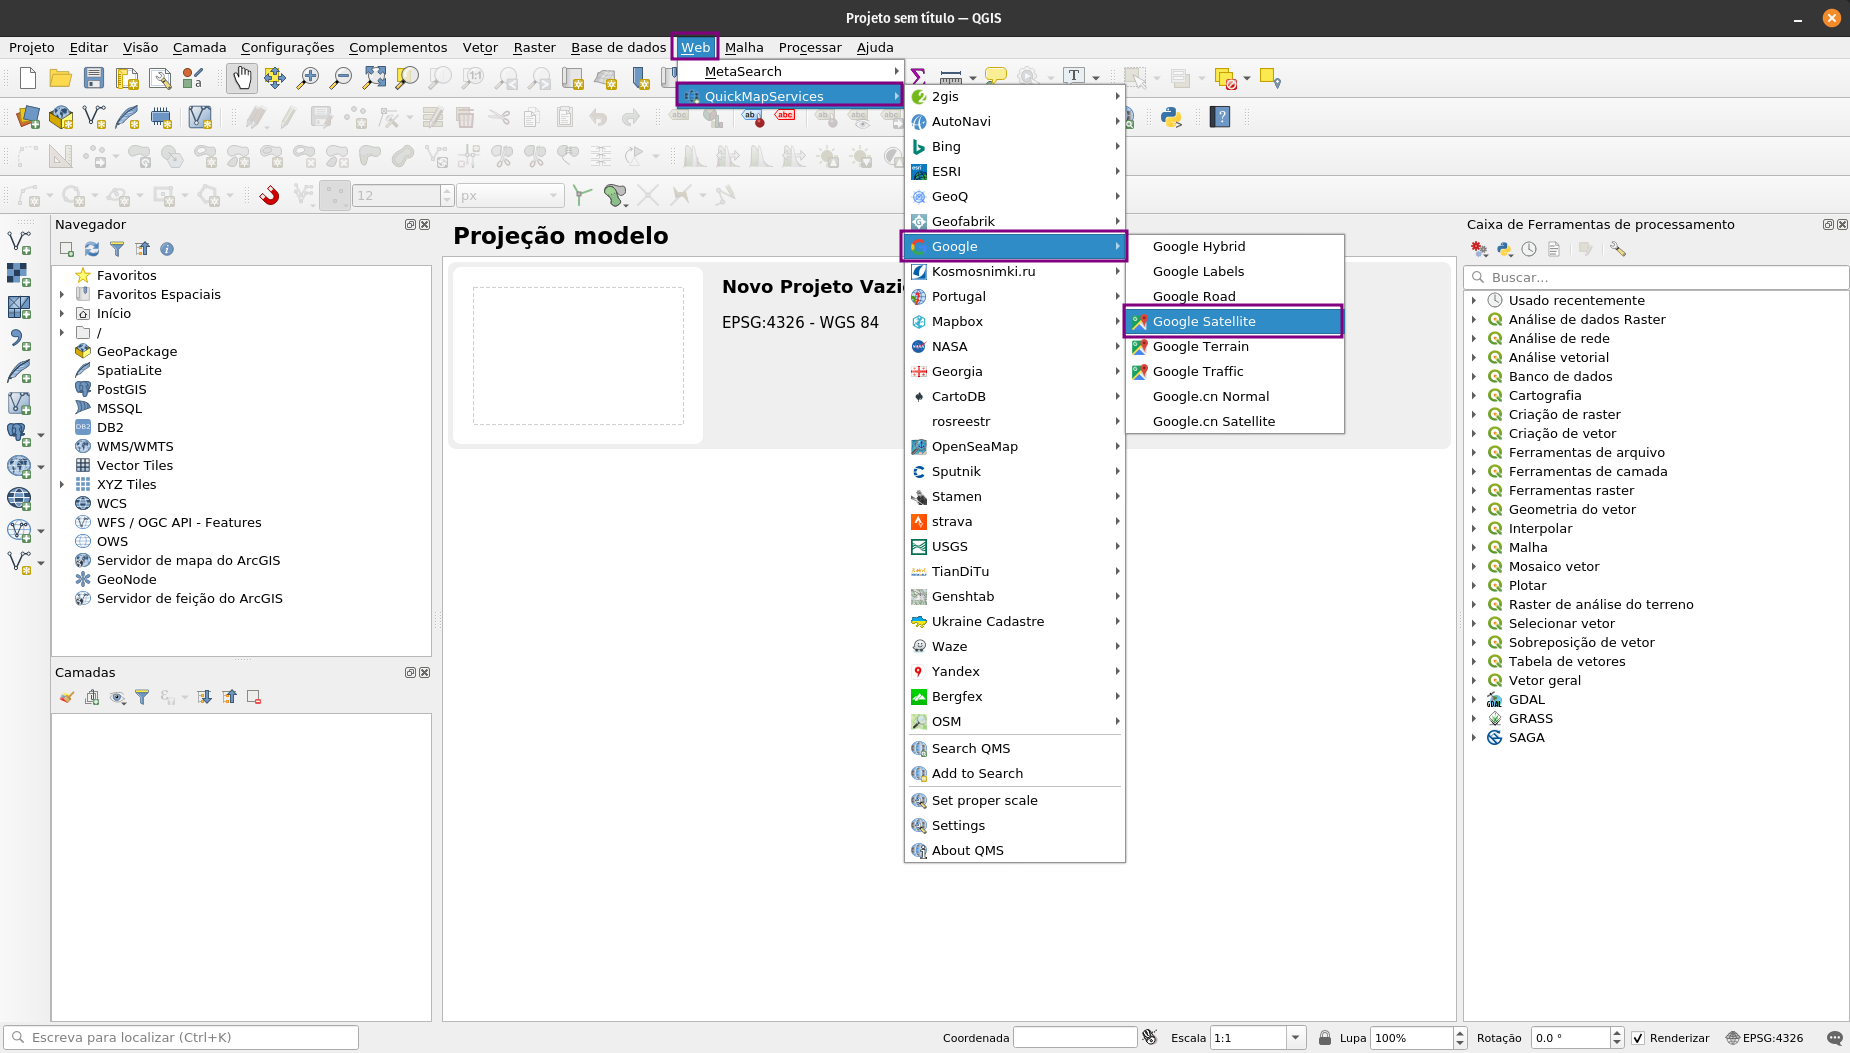 Projeto sem título — QGIS
Projeto Editar Visão Camada Configurações Complementos Vetor Raster Base de dados Web Malha Processar Ajuda
MetaSearch
QuickMapServices
2gis
AutoNavi
Bing
ESRI
GeoQ
Geofabrik
Google
Kosmosnimki.ru
Portugal
Mapbox
NASA
Georgia
CartoDB
rosreestr
OpenSeaMap
Sputnik
Stamen
strava
USGS
TianDiTu
Genshtab
Ukraine Cadastre
Waze
Yandex
Bergfex
OSM
Search QMS
Add to Search
Set proper scale
Settings
About QMS
Google Hybrid
Google Labels
Google Road
Google Satellite
Google Terrain
Google Traffic
Google.cn Normal
Google.cn Satellite
12
px
Navegador
Favoritos
Favoritos Espaciais
Início
/
GeoPackage
SpatiaLite
PostGIS
MSSQL
DB2
WMS/WMTS
Vector Tiles
XYZ Tiles
WCS
WFS / OGC API - Features
OWS
Servidor de mapa do ArcGIS
GeoNode
Servidor de feição do ArcGIS
Camadas
Projeção modelo
Novo Projeto Vazi
EPSG:4326 - WGS 84
Caixa de Ferramentas de processamento
Buscar...
Usado recentemente
Análise de dados Raster
Análise de rede
Análise vetorial
Banco de dados
Cartografia
Criação de raster
Criação de vetor
Ferramentas de arquivo
Ferramentas de camada
Ferramentas raster
Geometria do vetor
Interpolar
Malha
Mosaico vetor
Plotar
Raster de análise do terreno
Selecionar vetor
Sobreposição de vetor
Tabela de vetores
Vetor geral
GDAL
GRASS
SAGA
Escreva para localizar (Ctrl+K)
Coordenada Escala 1:1 Lupa 100% Rotação 0.0 ° Renderizar EPSG:4326